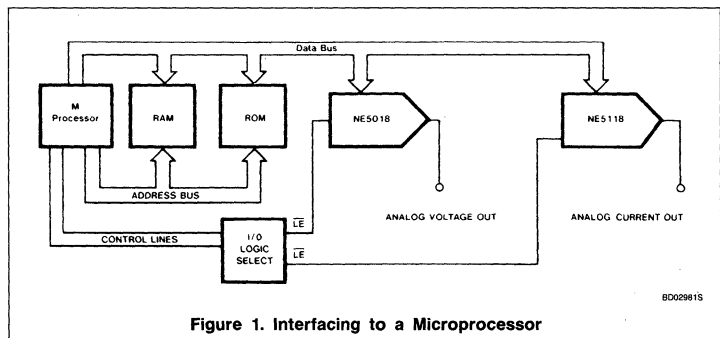 Data Bus
M
Processor
RAM
ROM
NE5018
NE5118
ADDRESS BUS
ANALOG VOLTAGE OUT
ANALOG CURRENT OUT
LE
CONTROL LINES
I/O
LOGIC
SELECT
LE
BD02981S
Figure 1. Interfacing to a Microprocessor